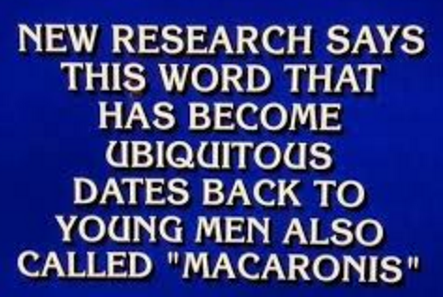 NEW RESEARCH SAYS
THIS WORD THAT
HAS BECOME
UBIQUITOUS
DATES BACK TO
YOUNG MEN ALSO
CALLED "MACARONIS"